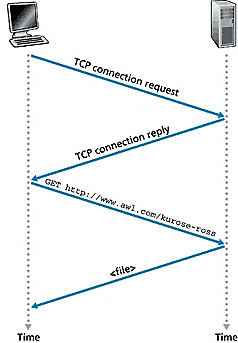 TCP connection request
TCP connection reply
GET http://www.awl.com/kurose-ross
<file>
Time
Time